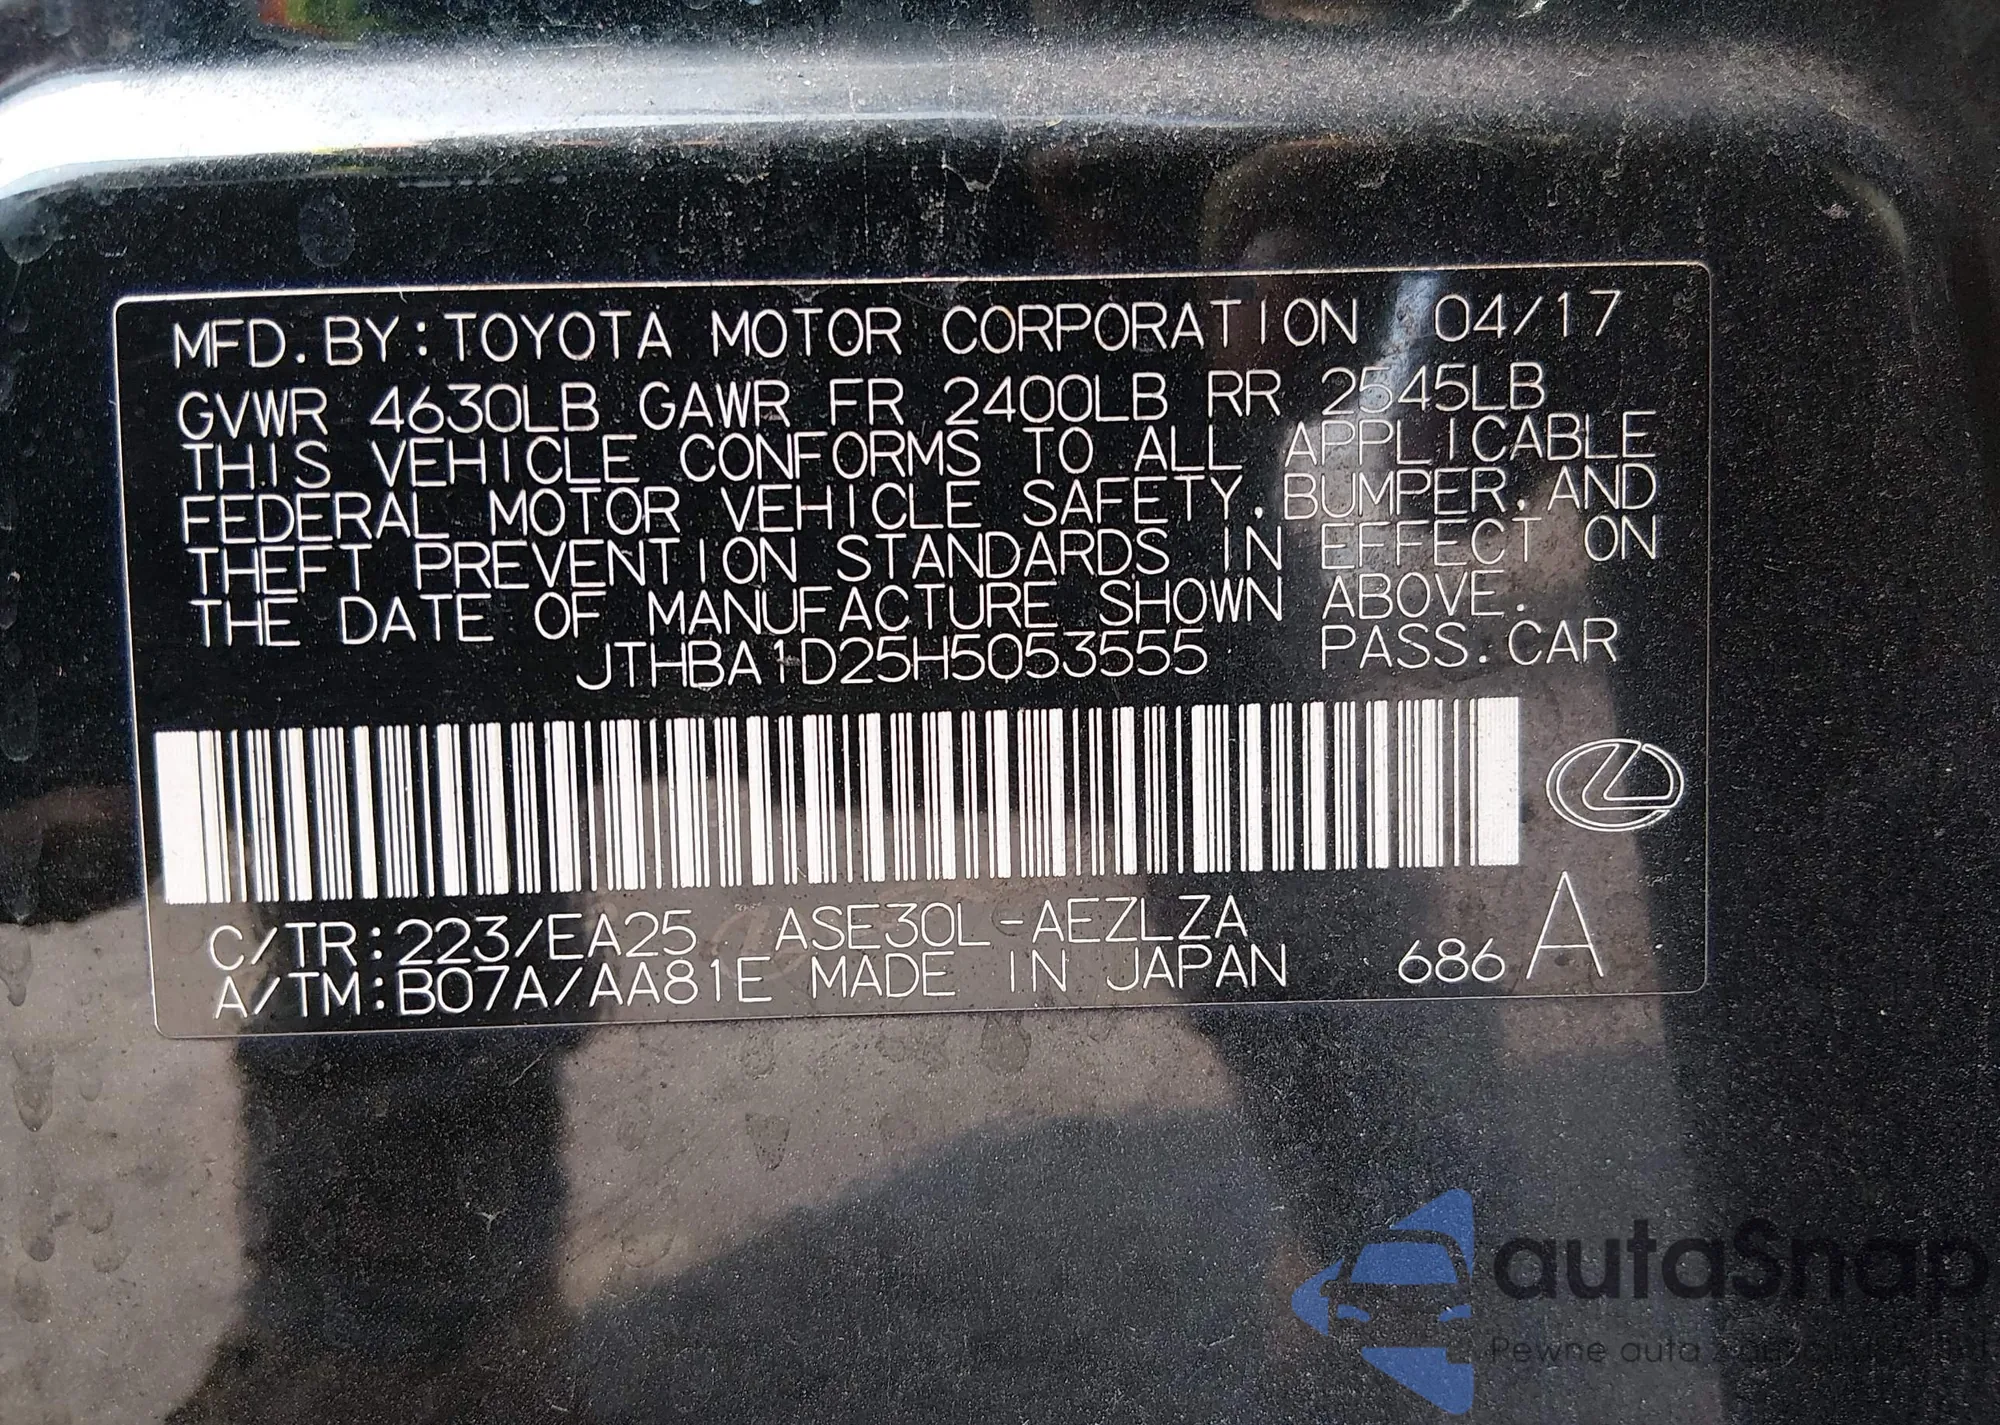 MFD. BY: TOYOTA MOTOR CORPORATION 04/17
GVWR 4630LB GAWR FR 2400LB RR 2545LB
THIS VEHICLE CONFORMS TO ALL APPLICABLE
FEDERAL MOTOR VEHICLE SAFETY, BUMPER, AND
THEFT PREVENTION STANDARDS IN EFFECT ON
THE DATE OF MANUFACTURE SHOWN ABOVE.
JTHBA1D25H5053555 PASS. CAR
C/TR: 223/EA25 ASE30L-AEZLZA
A/TM: B07A/AA81E MADE IN JAPAN 686 A
autaSnap
Pewne auta z